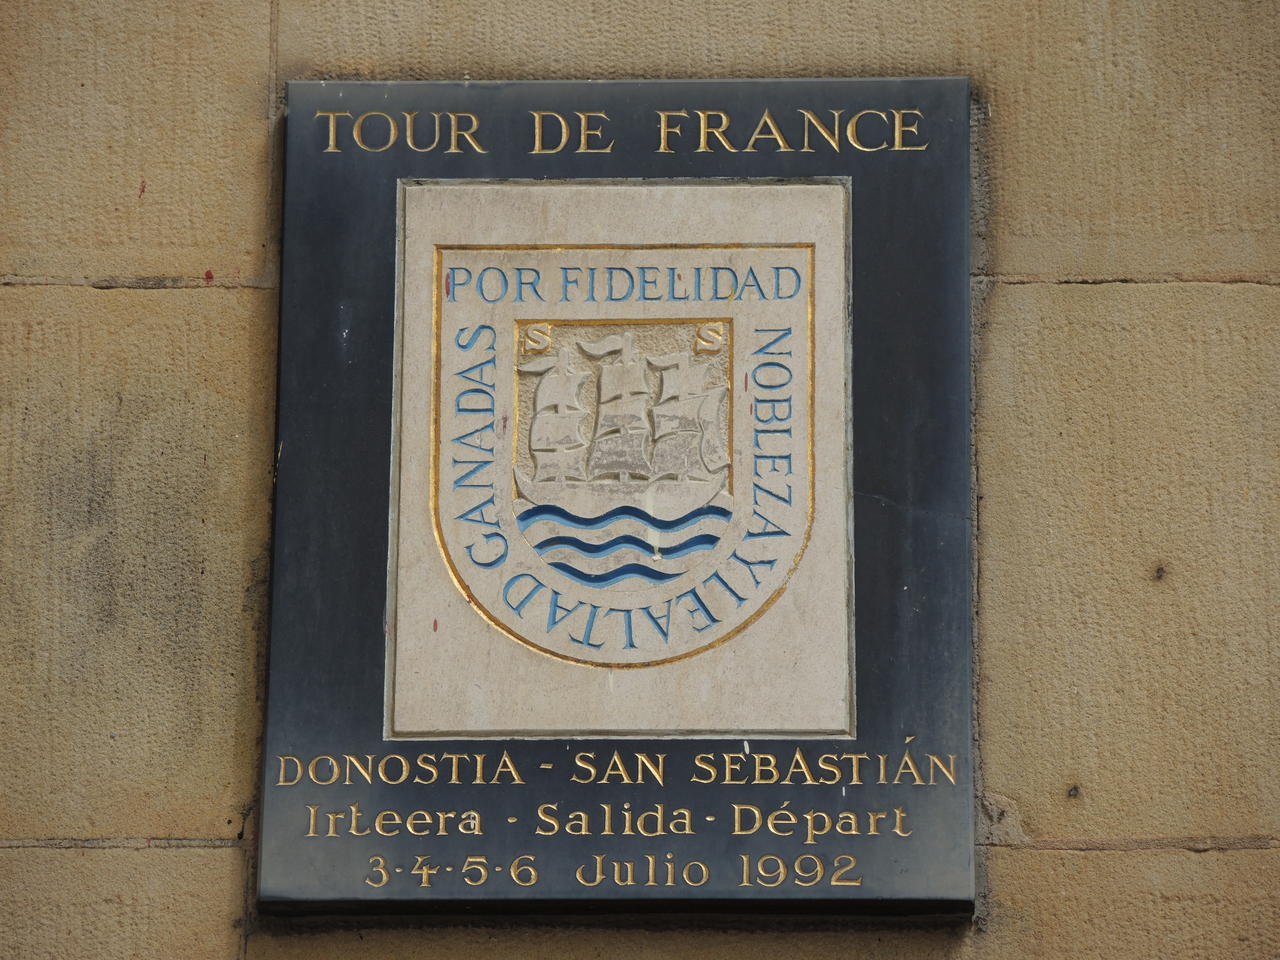 TOUR DE FRANCE
GANADAS POR FIDELIDAD NOBLEZA Y LEALTAD
S S
DONOSTIA - SAN SEBASTIÁN
Irteera · Salida · Dépárt
3·4·5·6 Julio 1992